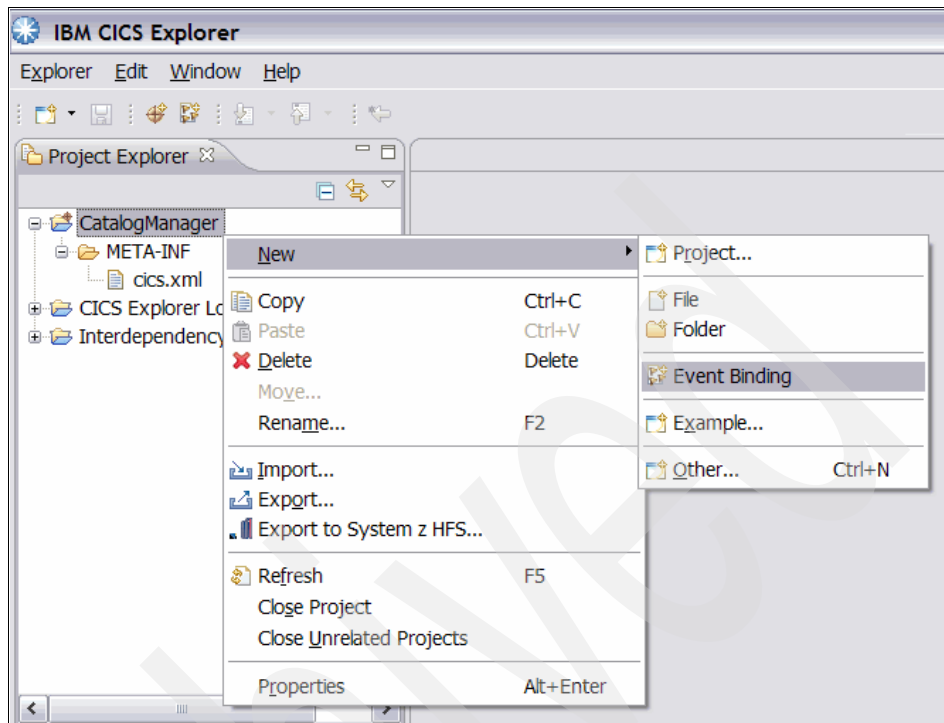 IBM CICS Explorer
Explorer Edit Window Help
Project Explorer
CatalogManager
META-INF
cics.xml
CICS Explorer Lo
Interdependency
New
Copy Ctrl+C
Paste Ctrl+V
Delete Delete
Move...
Rename... F2
Import...
Export...
Export to System z HFS...
Refresh F5
Close Project
Close Unrelated Projects
Properties Alt+Enter
Project...
File
Folder
Event Binding
Example...
Other... Ctrl+N